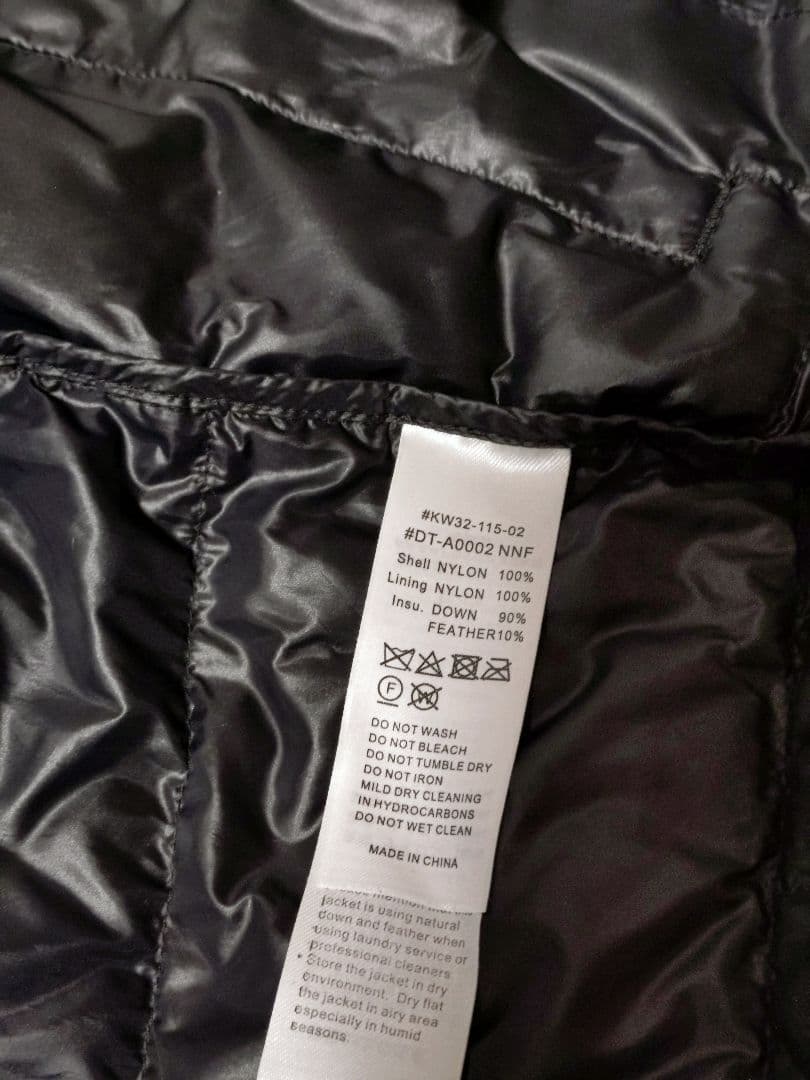 #KW32-115-02
#DT-A0002 NNF
Shell NYLON 100%
Lining NYLON 100%
Insu. DOWN 90%
FEATHER10%
F
W
DO NOT WASH
DO NOT BLEACH
DO NOT TUMBLE DRY
DO NOT IRON
MILD DRY CLEANING
IN HYDROCARBONS
DO NOT WET CLEAN
MADE IN CHINA
mention
jacket is using natural
down and feather when
using laundry service or
professional cleaners
* Store the jacket in dry
environment. Dry flat
the jacket in airy area
especially in humid
seasons.